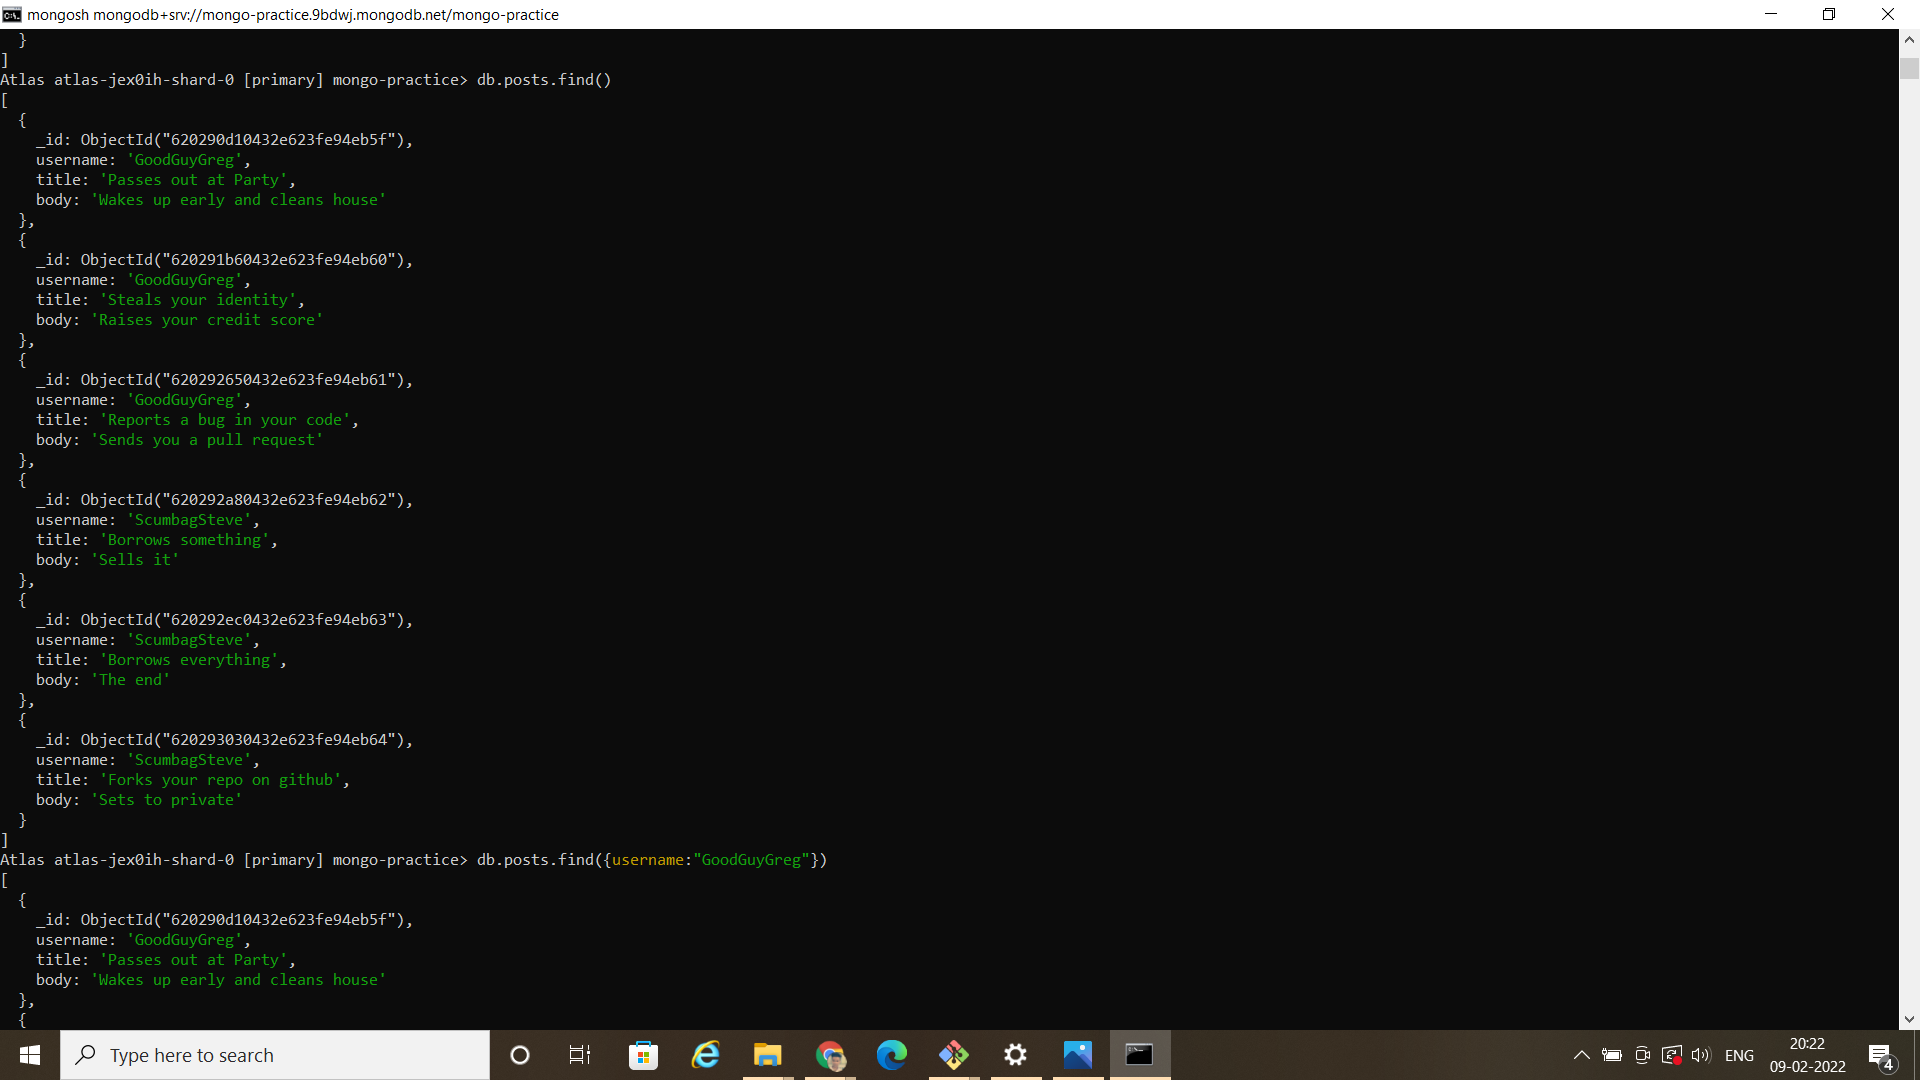 mongosh mongodb+srv://mongo-practice.9bdwj.mongodb.net/mongo-practice
  }
]
Atlas atlas-jex0ih-shard-0 [primary] mongo-practice> db.posts.find()
[
  {
    _id: ObjectId("620290d10432e623fe94eb5f"),
    username: 'GoodGuyGreg',
    title: 'Passes out at Party',
    body: 'Wakes up early and cleans house'
  },
  {
    _id: ObjectId("620291b60432e623fe94eb60"),
    username: 'GoodGuyGreg',
    title: 'Steals your identity',
    body: 'Raises your credit score'
  },
  {
    _id: ObjectId("620292650432e623fe94eb61"),
    username: 'GoodGuyGreg',
    title: 'Reports a bug in your code',
    body: 'Sends you a pull request'
  },
  {
    _id: ObjectId("620292a80432e623fe94eb62"),
    username: 'ScumbagSteve',
    title: 'Borrows something',
    body: 'Sells it'
  },
  {
    _id: ObjectId("620292ec0432e623fe94eb63"),
    username: 'ScumbagSteve',
    title: 'Borrows everything',
    body: 'The end'
  },
  {
    _id: ObjectId("620293030432e623fe94eb64"),
    username: 'ScumbagSteve',
    title: 'Forks your repo on github',
    body: 'Sets to private'
  }
]
Atlas atlas-jex0ih-shard-0 [primary] mongo-practice> db.posts.find({username:"GoodGuyGreg"})
[
  {
    _id: ObjectId("620290d10432e623fe94eb5f"),
    username: 'GoodGuyGreg',
    title: 'Passes out at Party',
    body: 'Wakes up early and cleans house'
  },
  {
Type here to search
ENG
20:22
09-02-2022
4